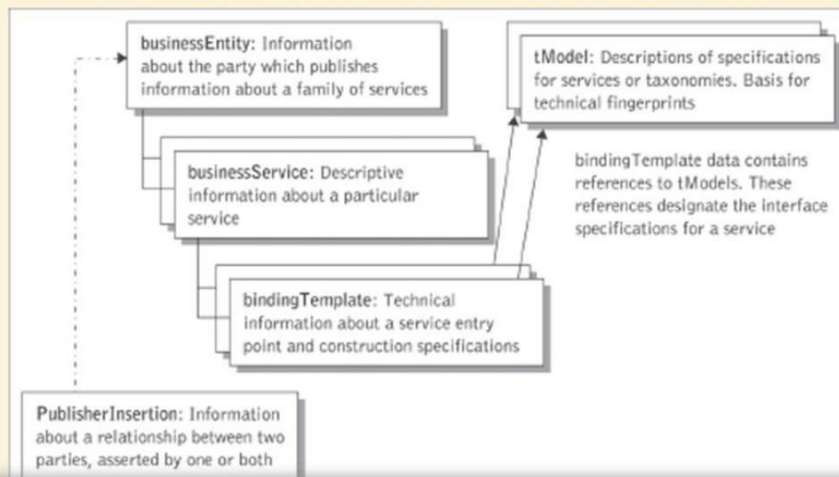 businessEntity: Information
about the party which publishes
information about a family of services
tModel: Descriptions of specifications
for services or taxonomies. Basis for
technical fingerprints
businessService: Descriptive
information about a particular
service
bindingTemplate data contains
references to tModels. These
references designate the interface
specifications for a service
bindingTemplate: Technical
information about a service entry
point and construction specifications
PublisherInsertion: Information
about a relationship between two
parties, asserted by one or both